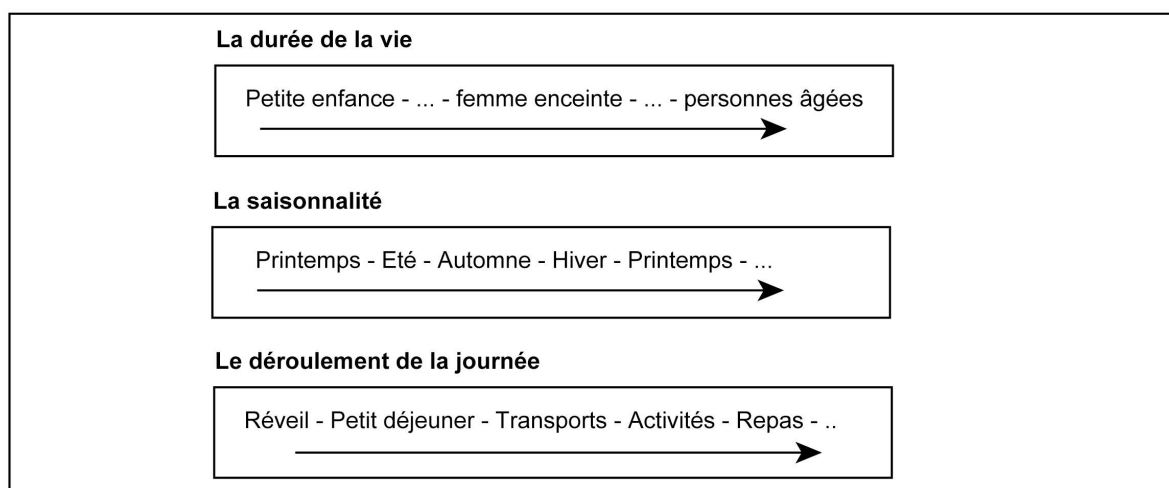 La durée de la vie
Petite enfance - ... - femme enceinte - ... - personnes âgées
La saisonnalité
Printemps - Eté - Automne - Hiver - Printemps - ...
Le déroulement de la journée
Réveil - Petit déjeuner - Transports - Activités - Repas - ..